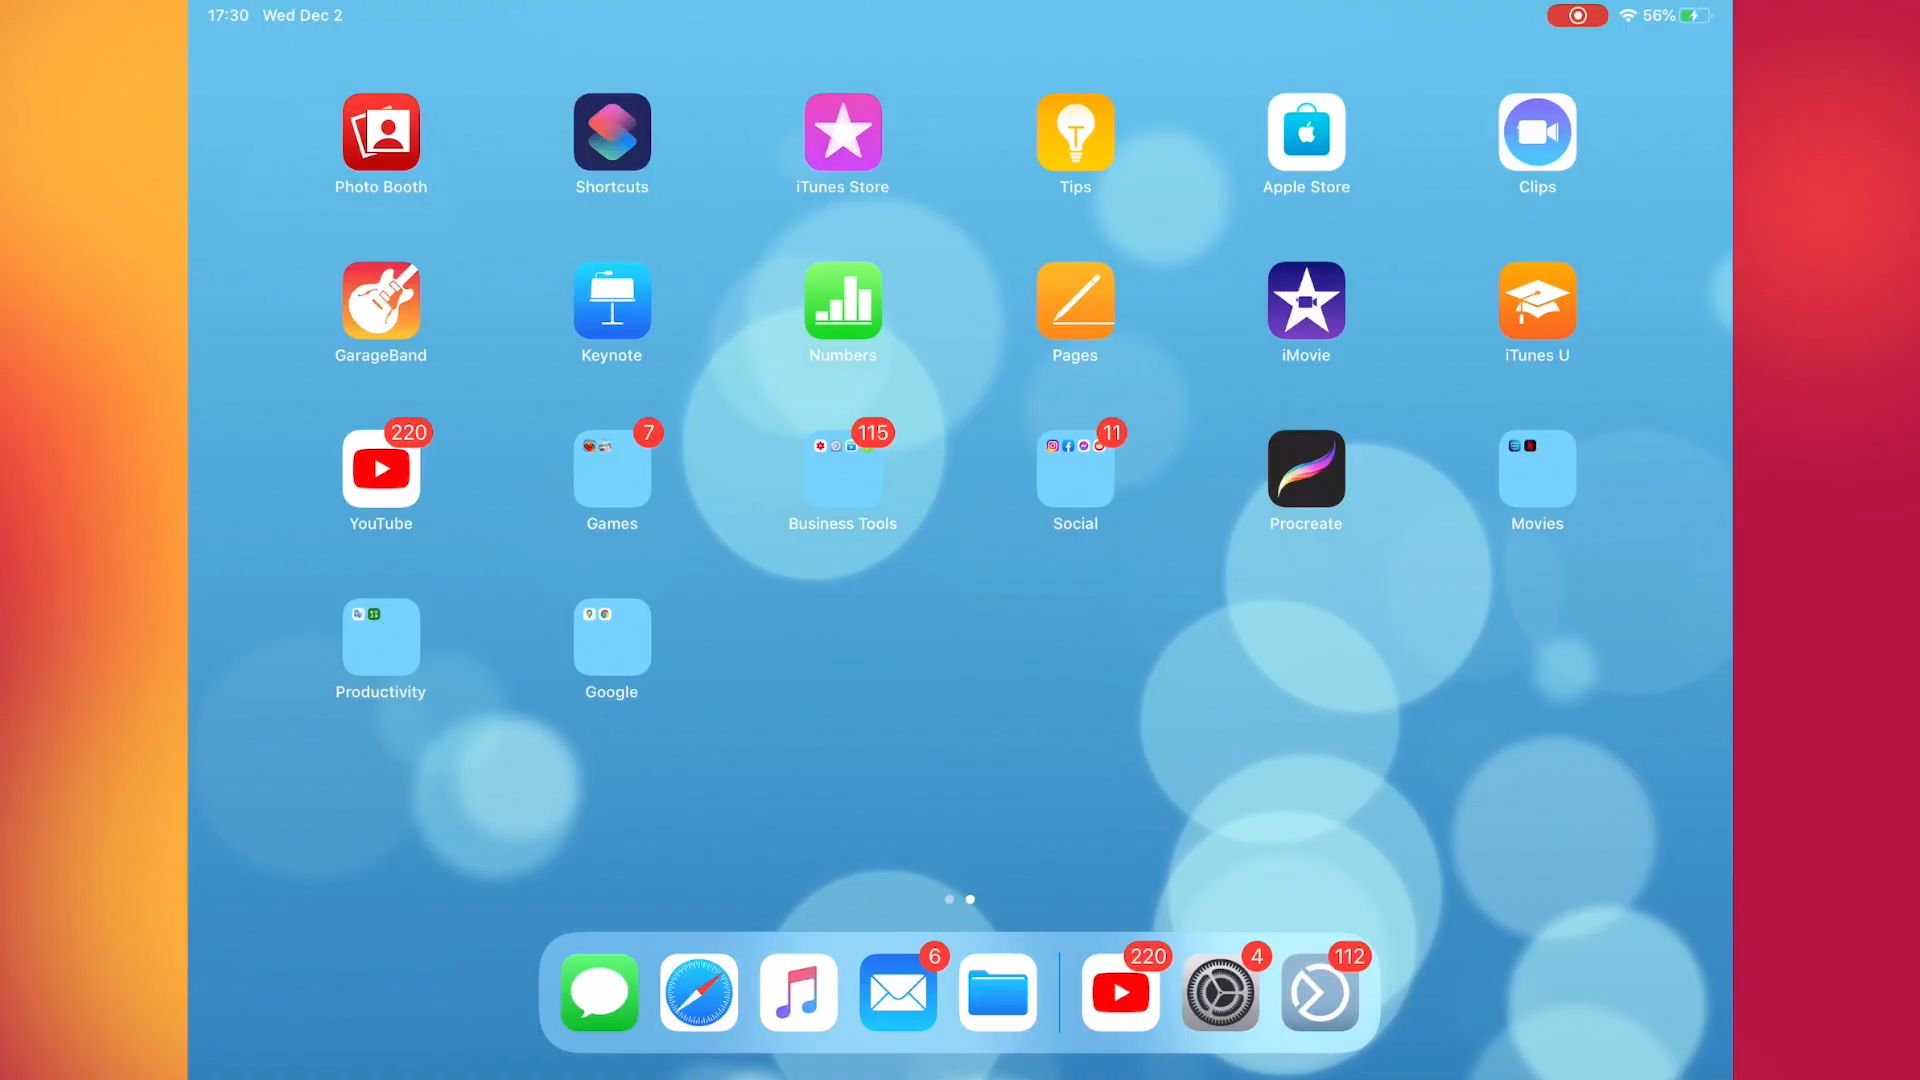 17:30 Wed Dec 2
56%
Photo Booth
Shortcuts
iTunes Store
Tips
Apple Store
Clips
GarageBand
Keynote
Numbers
Pages
iMovie
iTunes U
220
7
115
11
YouTube
Games
Business Tools
Social
Procreate
Movies
Productivity
Google
6
220
4
112